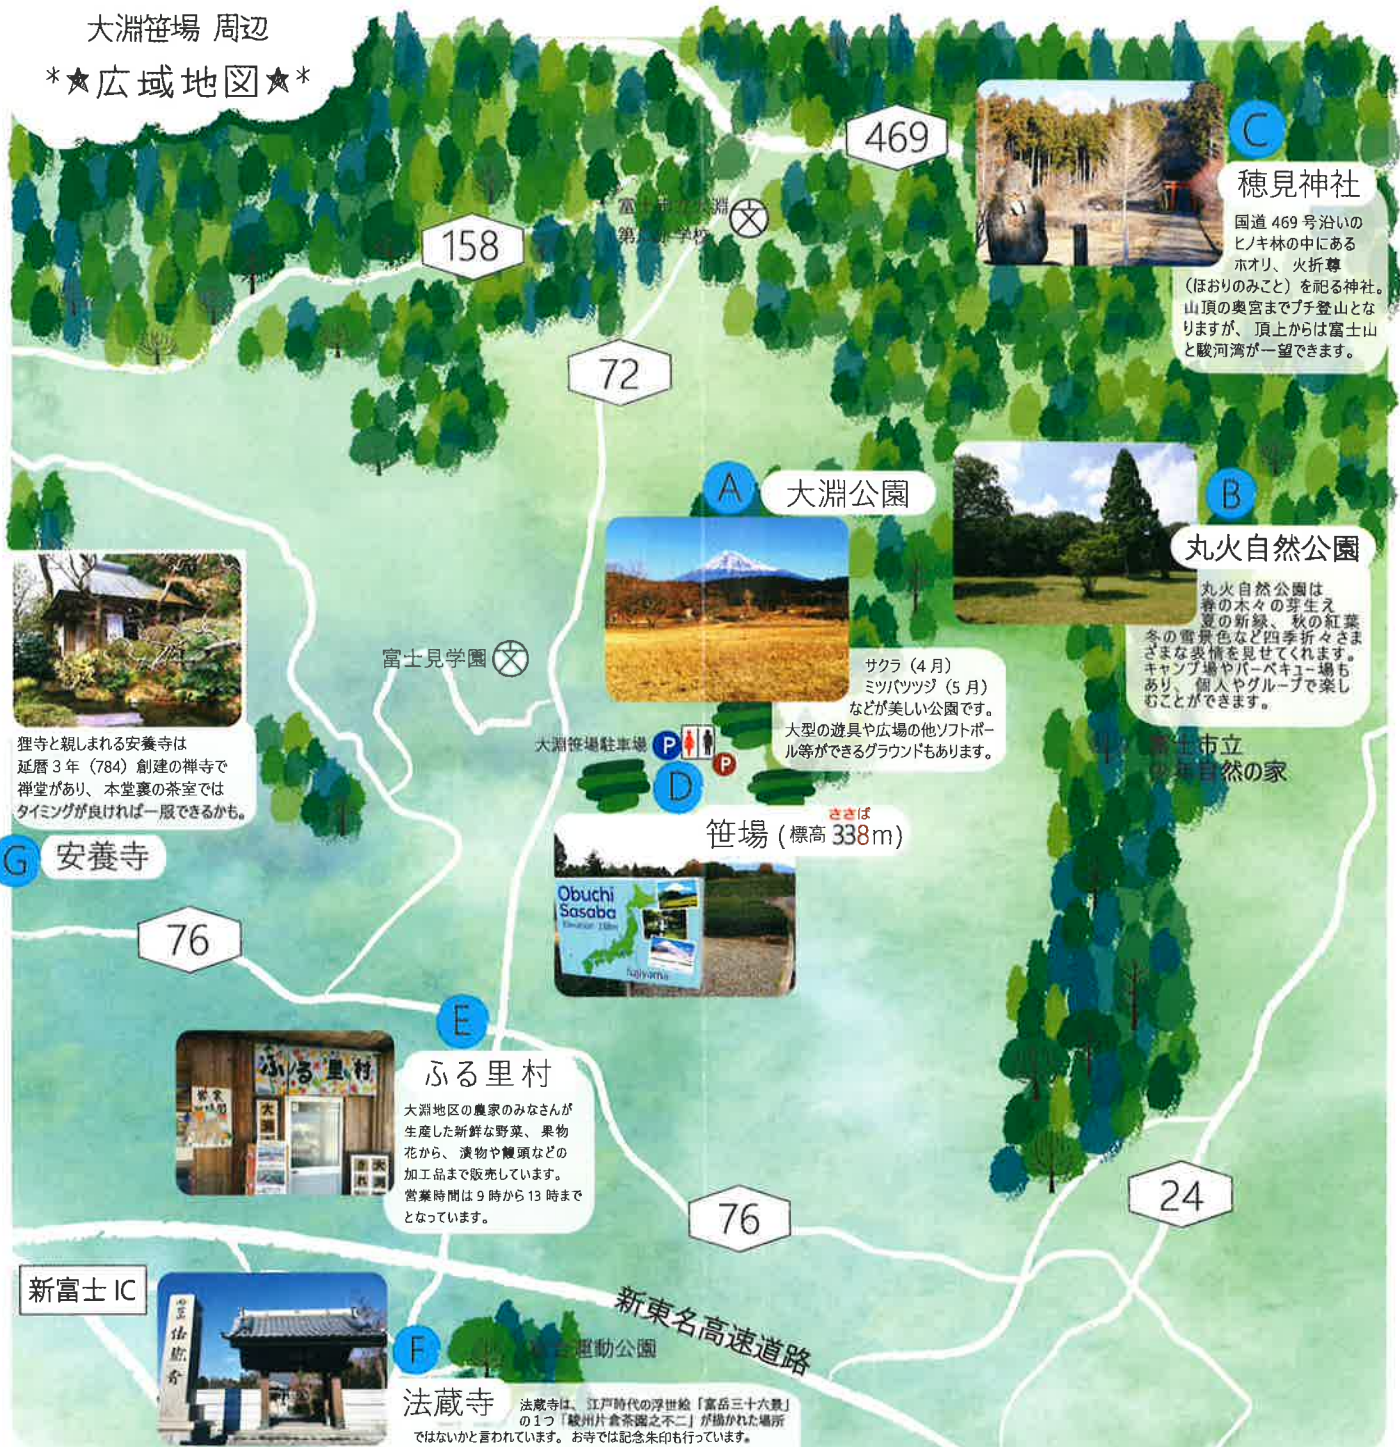 大淵笹場 周辺
*★広域地図★*
469
C
穂見神社
国道 469 号沿いの
ヒノキ林の中にある
ホオリ、火折尊
（ほおりのみこと）を祀る神社。
山頂の奥宮までプチ登山とな
りますが、頂上からは富士山
と駿河湾が一望できます。
158
72
A
大淵公園
サクラ（4 月）
ミツバツツジ（5 月）
などが美しい公園です。
大型の遊具や広場の他ソフトボー
ル等ができるグラウンドもあります。
B
丸火自然公園
丸火自然公園は
春の木々の芽生え
夏の新緑、秋の紅葉
冬の雪景色など四季折々さま
ざまな表情を見せてくれます。
キャンプ場やバーベキュー場も
あり、個人やグループで楽し
むことができます。
富士市立
自然の家
富士見学園 文
大淵笹場駐車場 P
P
D
ささば
笹場 (標高 338m)
Obuchi
Sasaba
fujiyama
狸寺と親しまれる安養寺は
延暦 3 年（784）創建の禅寺で
禅堂があり、本堂裏の茶室では
タイミングが良ければ一服できるかも。
G
安養寺
76
E
ふる里村
ふる里村
大淵地区の農家のみなさんが
生産した新鮮な野菜、果物
花から、漬物や饅頭などの
加工品まで販売しています。
営業時間は 9 時から 13 時まで
となっています。
76
24
新富士 IC
新東名高速道路
F
運動公園
法蔵寺
法蔵寺は、江戸時代の浮世絵「富岳三十六景」
の 1 つ「駿州片倉茶園之不二」が描かれた場所
ではないかと言われています。お寺では記念朱印も行っています。